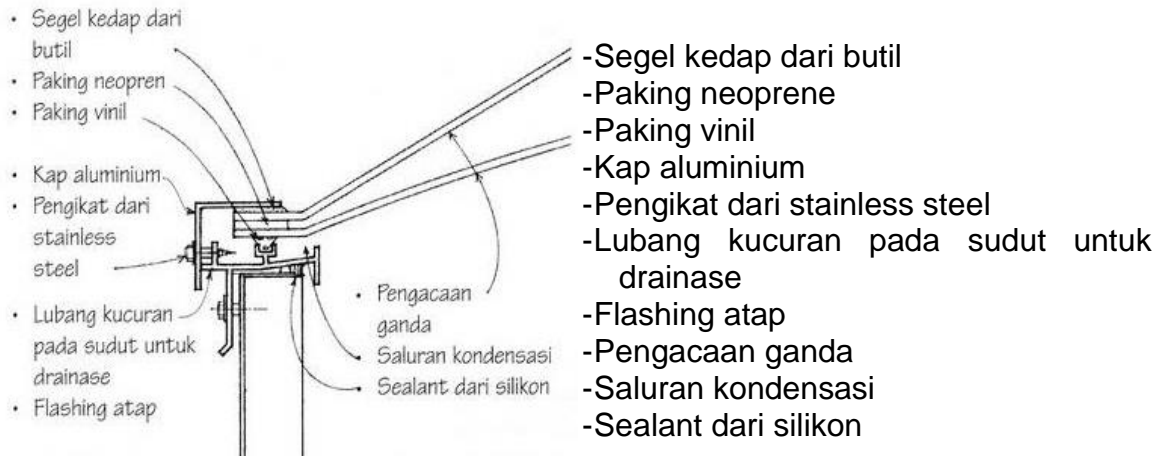 • Segel kedap dari
butil
• Paking neopren
• Paking vinil
• Kap aluminium
• Pengikat dari
stainless
steel
• Lubang kucuran
pada sudut untuk
drainase
• Flashing atap
• Pengacaan
ganda
• Saluran kondensasi
• Sealant dari silikon
-Segel kedap dari butil
-Paking neoprene
-Paking vinil
-Kap aluminium
-Pengikat dari stainless steel
-Lubang kucuran pada sudut untuk
drainase
-Flashing atap
-Pengacaan ganda
-Saluran kondensasi
-Sealant dari silikon